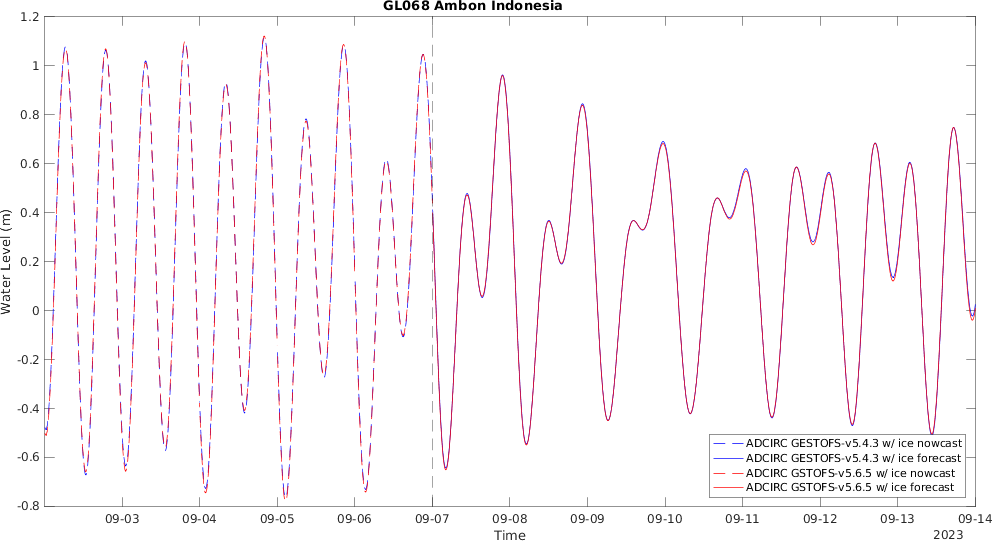 GL068 Ambon Indonesia
1.2
1
0.8
0.6
0.4
0.2
0
-0.2
-0.4
-0.6
-0.8
Water Level (m)
ADCIRC GESTOFS-v5.4.3 w/ ice nowcast
ADCIRC GESTOFS-v5.4.3 w/ ice forecast
ADCIRC GSTOFS-v5.6.5 w/ ice nowcast
ADCIRC GSTOFS-v5.6.5 w/ ice forecast
09-03 09-04 09-05 09-06 09-07 09-08 09-09 09-10 09-11 09-12 09-13 09-14
Time
2023